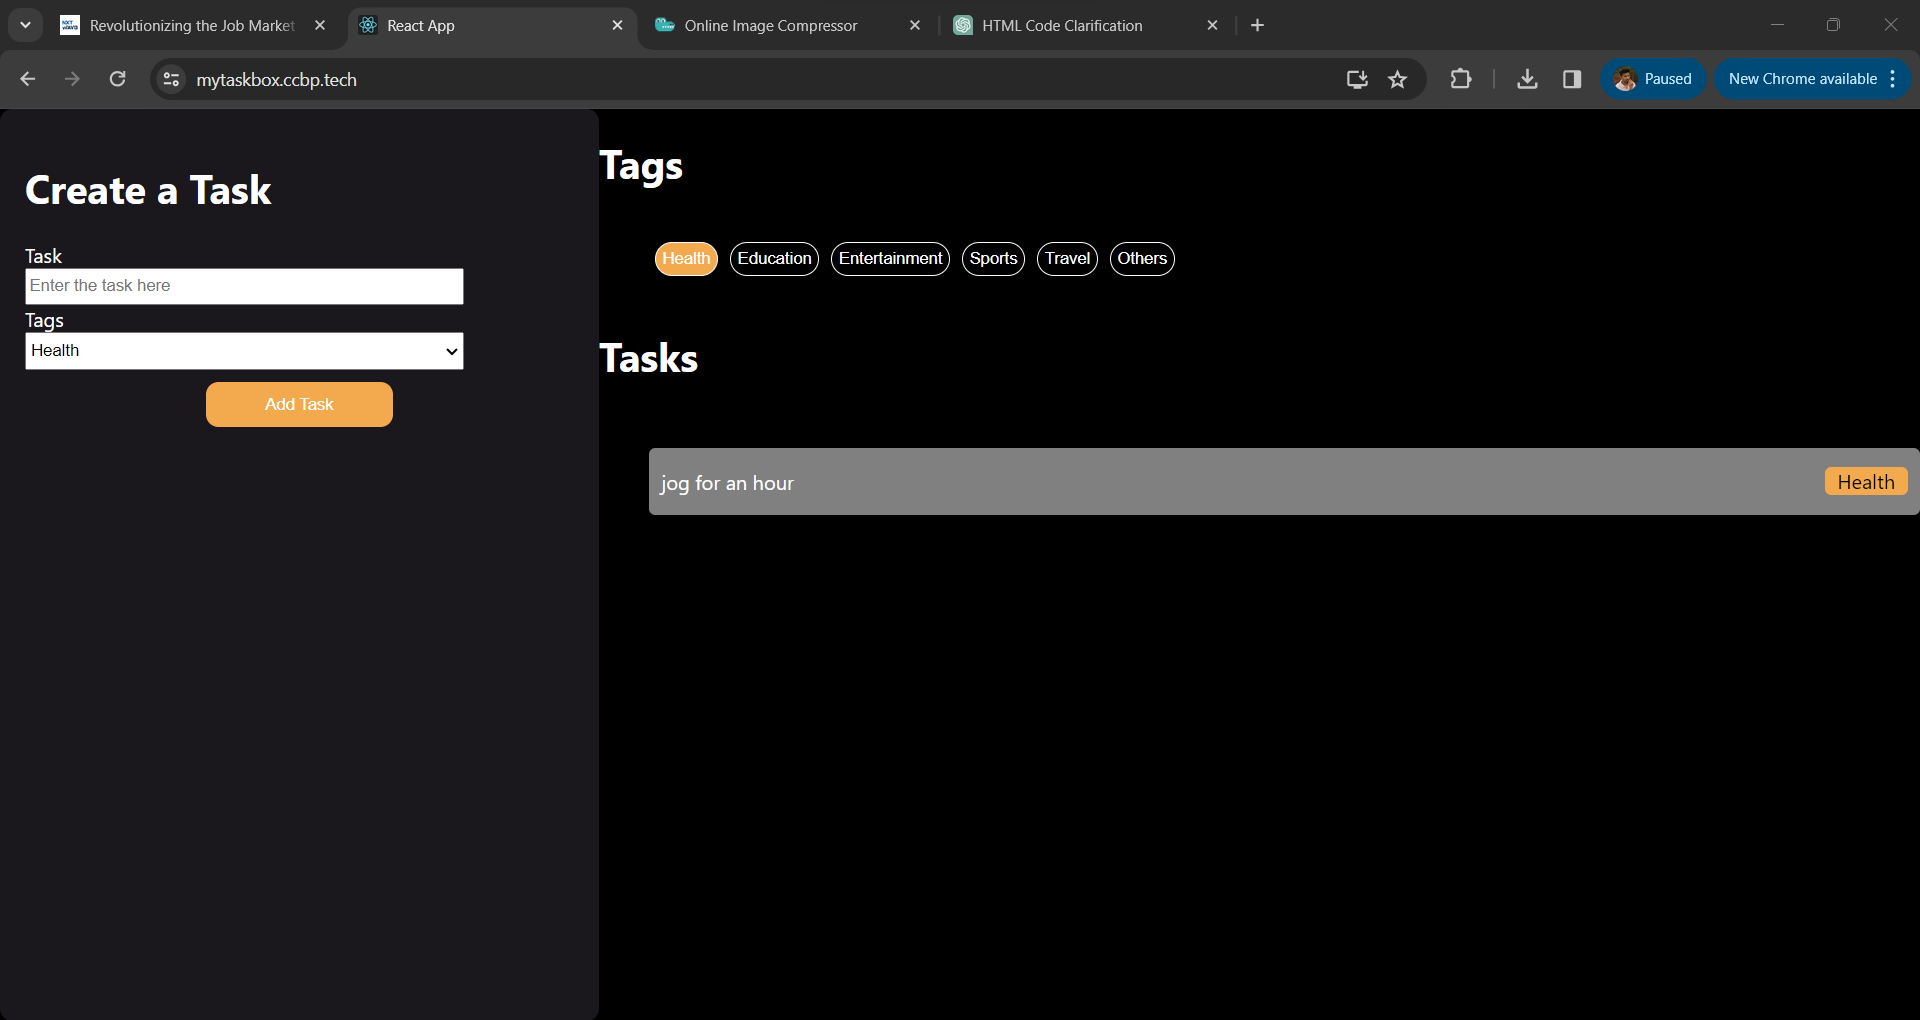 Revolutionizing the Job Market
React App
Online Image Compressor
HTML Code Clarification
mytaskbox.ccbp.tech
Paused
New Chrome available
Create a Task
Task
Enter the task here
Tags
Health
Add Task
Tags
Health Education Entertainment Sports Travel Others
Tasks
jog for an hour Health